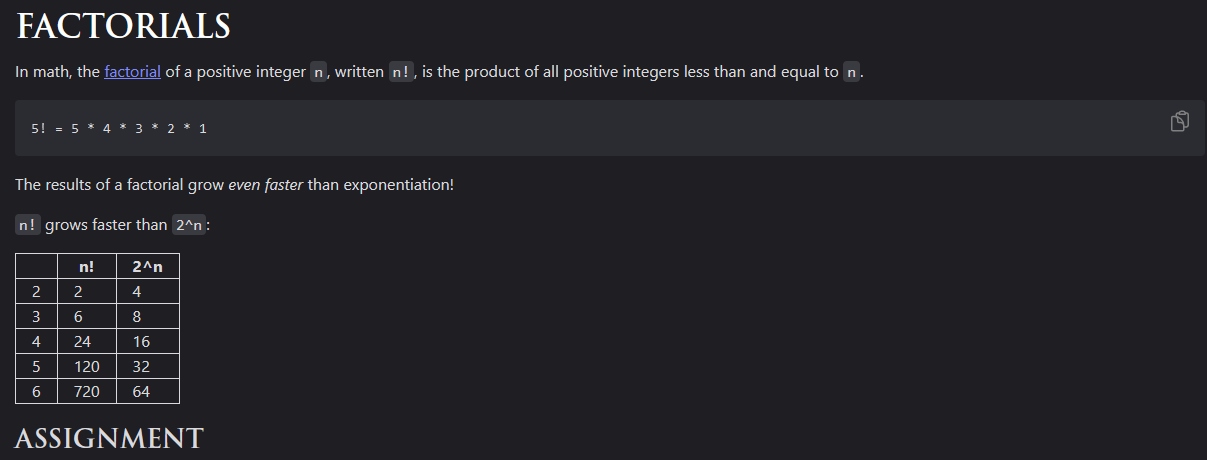 FACTORIALS
In math, the factorial of a positive integer n, written n!, is the product of all positive integers less than and equal to n.
5! = 5 * 4 * 3 * 2 * 1
The results of a factorial grow even faster than exponentiation!
n! grows faster than 2^n:
n! 2^n
2 2 4
3 6 8
4 24 16
5 120 32
6 720 64
ASSIGNMENT